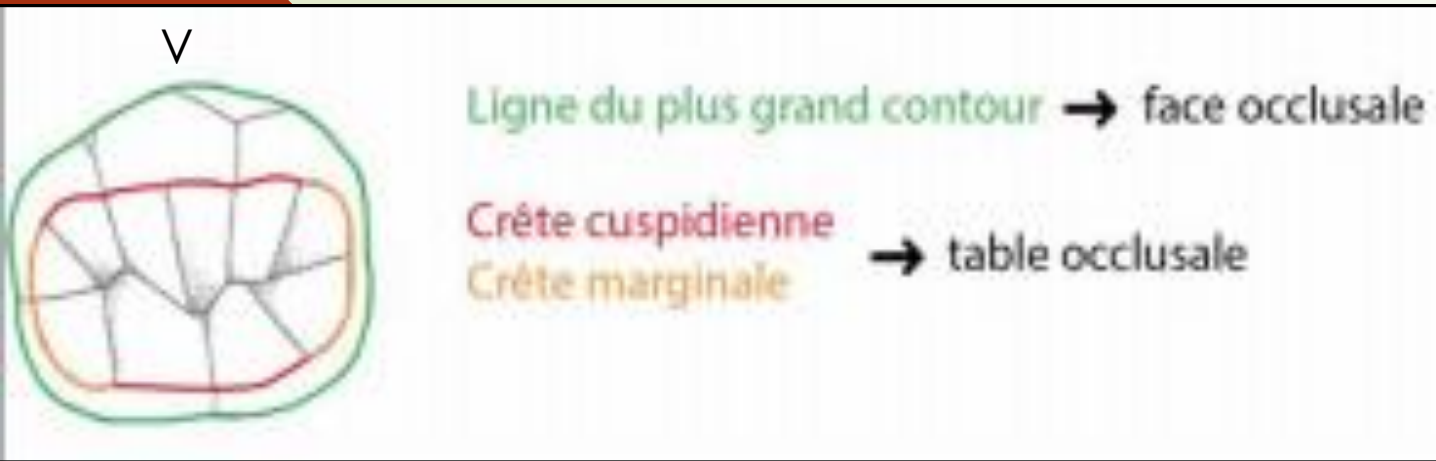 V
Ligne du plus grand contour → face occlusale
Crête cuspidienne
→ table occlusale
Crête marginale